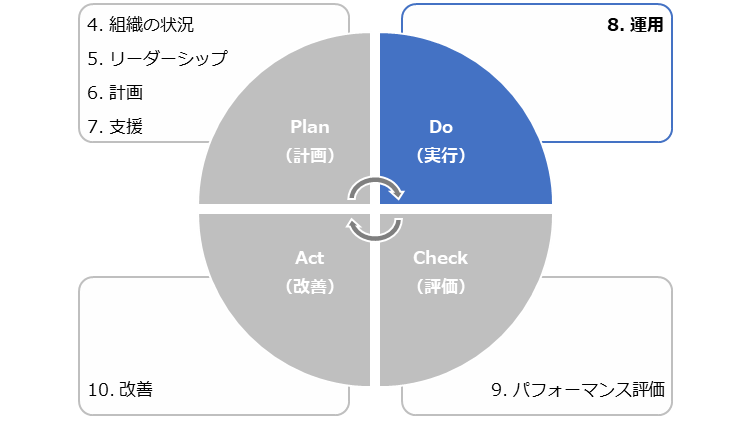 4. 組織の状況
5. リーダーシップ
6. 計画
7. 支援
8. 運用
Plan
（計画）
Do
（実行）
Act
（改善）
Check
（評価）
10. 改善
9. パフォーマンス評価